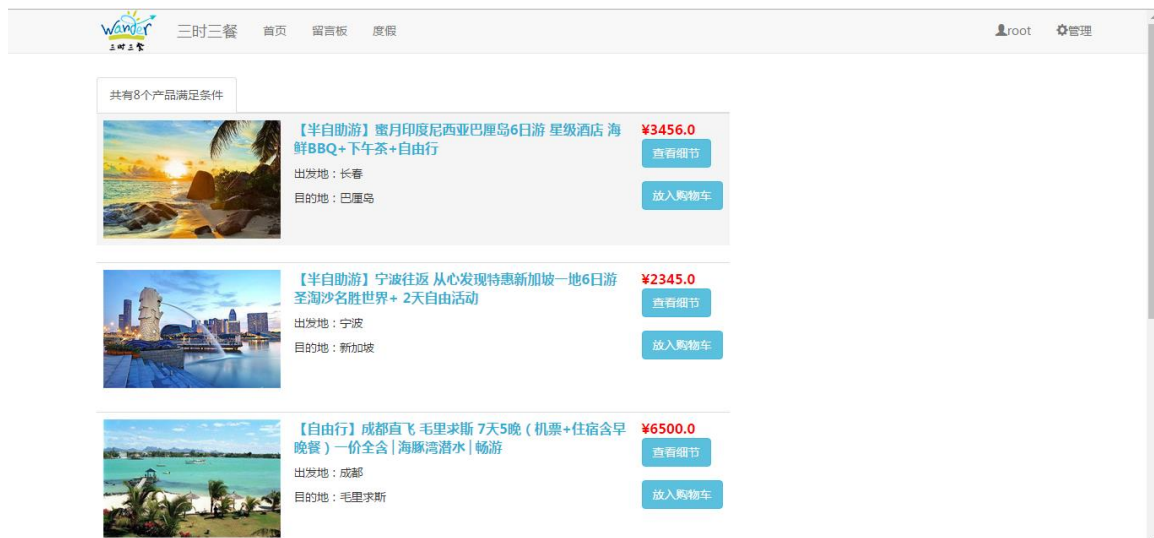 Wander
三时三餐
三时三餐 首页 留言板 度假 root 管理
共有8个产品满足条件
【半自助游】蜜月印度尼西亚巴厘岛6日游 星级酒店 海
鲜BBQ+下午茶+自由行
¥3456.0
查看细节
出发地：长春
目的地：巴厘岛
放入购物车
【半自助游】宁波往返 从心发现特惠新加坡一地6日游
圣淘沙名胜世界+ 2天自由活动
¥2345.0
查看细节
出发地：宁波
目的地：新加坡
放入购物车
【自由行】成都直飞 毛里求斯 7天5晚（机票+住宿含早
晚餐）一价全含|海豚湾潜水|畅游
¥6500.0
查看细节
出发地：成都
目的地：毛里求斯
放入购物车